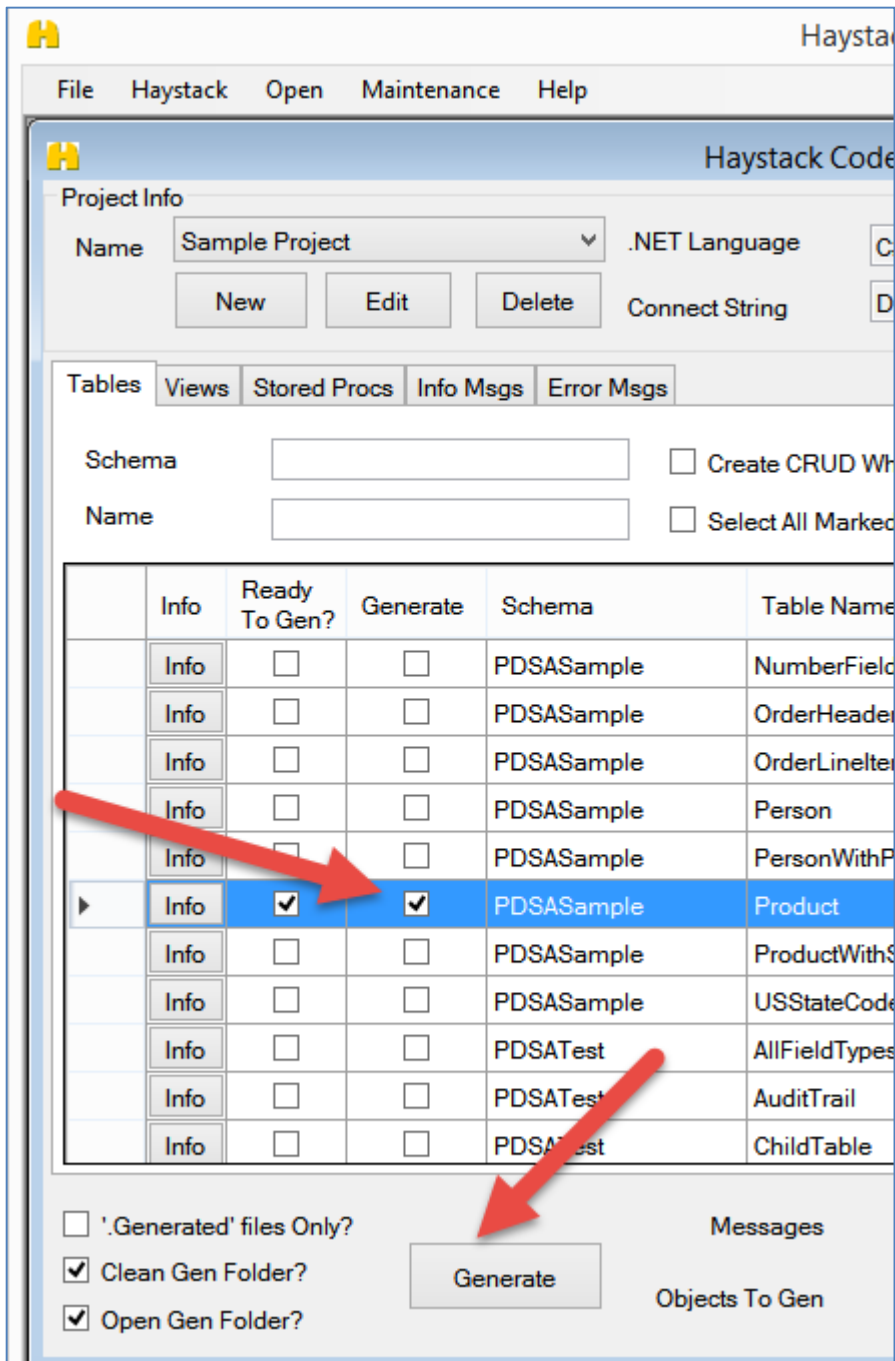 Haystac
File Haystack Open Maintenance Help
Haystack Code
Project Info
Name Sample Project .NET Language C
New Edit Delete Connect String D
Tables Views Stored Procs Info Msgs Error Msgs
Schema Create CRUD Wh
Name Select All Marked
Info Ready To Gen? Generate Schema Table Name
Info PDSASample NumberField
Info PDSASample OrderHeader
Info PDSASample OrderLineIte
Info PDSASample Person
Info PDSASample PersonWithP
Info PDSASample Product
Info PDSASample ProductWithS
Info PDSASample USStateCode
Info PDSATest AllFieldTypes
Info PDSATest AuditTrail
Info PDSATest ChildTable
'.Generated' files Only? Messages
Clean Gen Folder? Generate
Objects To Gen
Open Gen Folder?